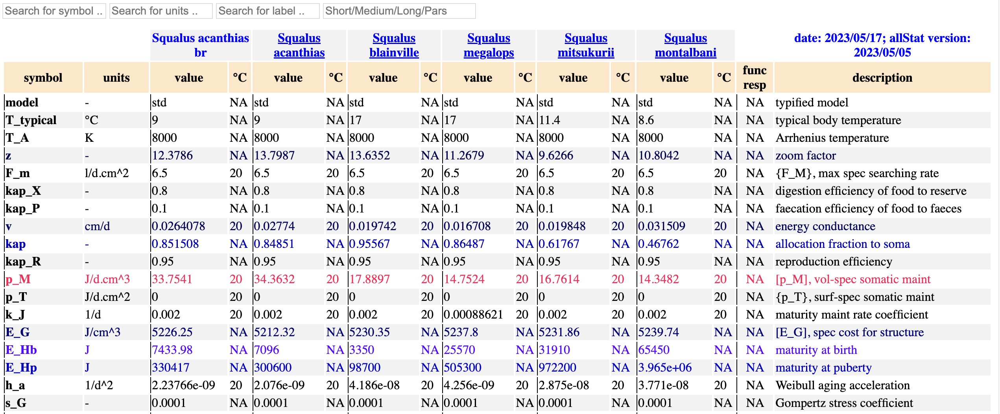 Search for symbol .. Search for units .. Search for label .. Short/Medium/Long/Pars
Squalus acanthias br Squalus acanthias Squalus blainville Squalus megalops Squalus mitsukurii Squalus montalbani date: 2023/05/17; allStat version: 2023/05/05
symbol units value °C value °C value °C value °C value °C value °C func resp description
model - std NA std NA std NA std NA std NA std NA NA typified model
T_typical °C 9 NA 9 NA 17 NA 17 NA 11.4 NA 8.6 NA NA typical body temperature
T_A K 8000 NA 8000 NA 8000 NA 8000 NA 8000 NA 8000 NA NA Arrhenius temperature
z - 12.3786 NA 13.7987 NA 13.6352 NA 11.2679 NA 9.6266 NA 10.8042 NA NA zoom factor
F_m l/d.cm^2 6.5 20 6.5 20 6.5 20 6.5 20 6.5 20 6.5 20 NA {F_M}, max spec searching rate
kap_X - 0.8 NA 0.8 NA 0.8 NA 0.8 NA 0.8 NA 0.8 NA NA digestion efficiency of food to reserve
kap_P - 0.1 NA 0.1 NA 0.1 NA 0.1 NA 0.1 NA 0.1 NA NA faecation efficiency of food to faeces
v cm/d 0.0264078 20 0.02774 20 0.019742 20 0.016708 20 0.019848 20 0.031509 20 NA energy conductance
kap - 0.851508 NA 0.84851 NA 0.95567 NA 0.86487 NA 0.61767 NA 0.46762 NA NA allocation fraction to soma
kap_R - 0.95 NA 0.95 NA 0.95 NA 0.95 NA 0.95 NA 0.95 NA NA reproduction efficiency
p_M J/d.cm^3 33.7541 20 34.3632 20 17.8897 20 14.7524 20 16.7614 20 14.3482 20 NA [p_M], vol-spec somatic maint
p_T J/d.cm^2 0 20 0 20 0 20 0 20 0 20 0 20 NA {p_T}, surf-spec somatic maint
k_J 1/d 0.002 20 0.002 20 0.002 20 0.00088621 20 0.002 20 0.002 20 NA maturity maint rate coefficient
E_G J/cm^3 5226.25 NA 5212.32 NA 5230.35 NA 5237.8 NA 5231.86 NA 5239.74 NA NA [E_G], spec cost for structure
E_Hb J 7433.98 NA 7096 NA 3350 NA 25570 NA 31910 NA 65450 NA NA maturity at birth
E_Hp J 330417 NA 300600 NA 98700 NA 505300 NA 972200 NA 3.965e+06 NA NA maturity at puberty
h_a 1/d^2 2.23766e-09 20 2.076e-09 20 4.186e-08 20 4.256e-09 20 2.875e-08 20 3.771e-08 20 NA Weibull aging acceleration
s_G - 0.0001 NA 0.0001 NA 0.0001 NA 0.0001 NA 0.0001 NA 0.0001 NA NA Gompertz stress coefficient